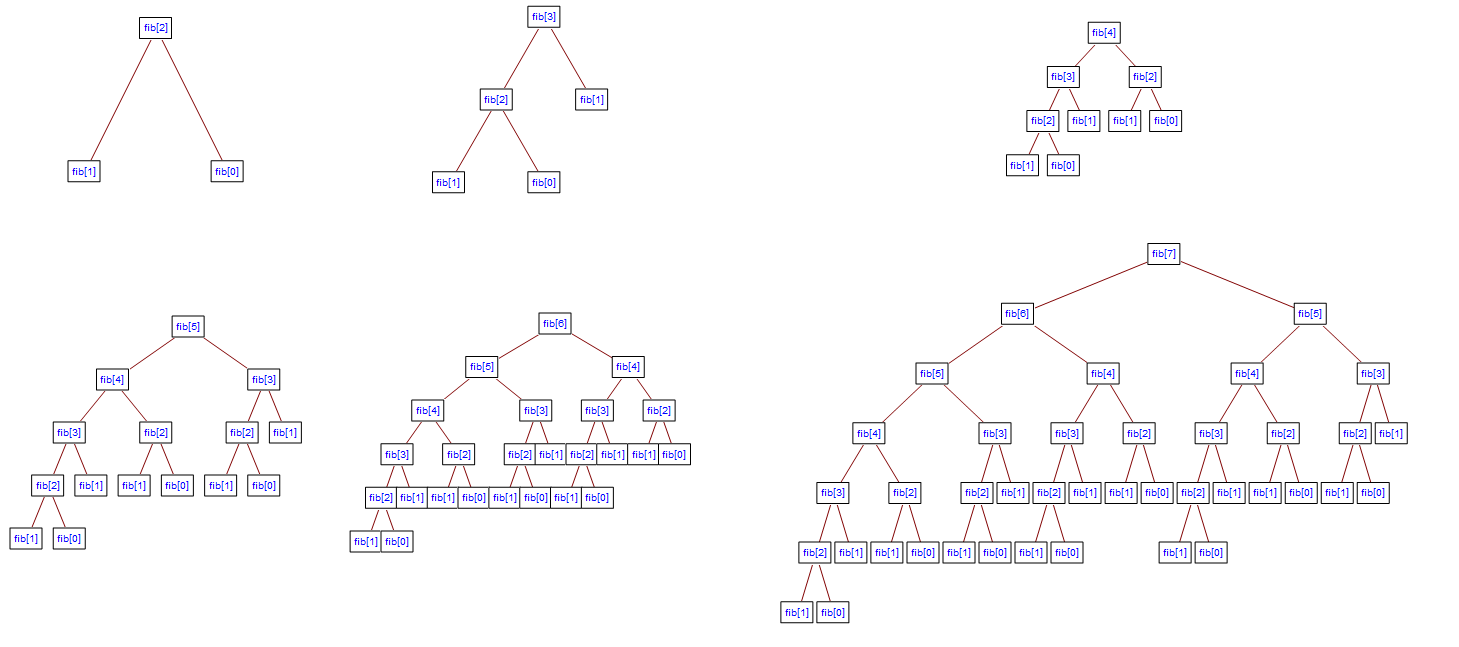 fib[2]
fib[1] fib[0]
fib[3]
fib[2] fib[1]
fib[1] fib[0]
fib[4]
fib[3] fib[2]
fib[2] fib[1] fib[1] fib[0]
fib[1] fib[0]
fib[5]
fib[4] fib[3]
fib[3] fib[2] fib[2] fib[1]
fib[2] fib[1] fib[1] fib[0] fib[1] fib[0]
fib[1] fib[0]
fib[6]
fib[5] fib[4]
fib[4] fib[3] fib[3] fib[2]
fib[3] fib[2] fib[2] fib[1] fib[2] fib[1] fib[1] fib[0]
fib[2] fib[1] fib[1] fib[0] fib[1] fib[0] fib[1] fib[0]
fib[1] fib[0]
fib[7]
fib[6] fib[5]
fib[5] fib[4] fib[4] fib[3]
fib[4] fib[3] fib[3] fib[2] fib[3] fib[2] fib[2] fib[1]
fib[3] fib[2] fib[2] fib[1] fib[2] fib[1] fib[1] fib[0] fib[2] fib[1] fib[1] fib[0] fib[1] fib[0]
fib[2] fib[1] fib[1] fib[0] fib[1] fib[0] fib[1] fib[0] fib[1] fib[0]
fib[1] fib[0]